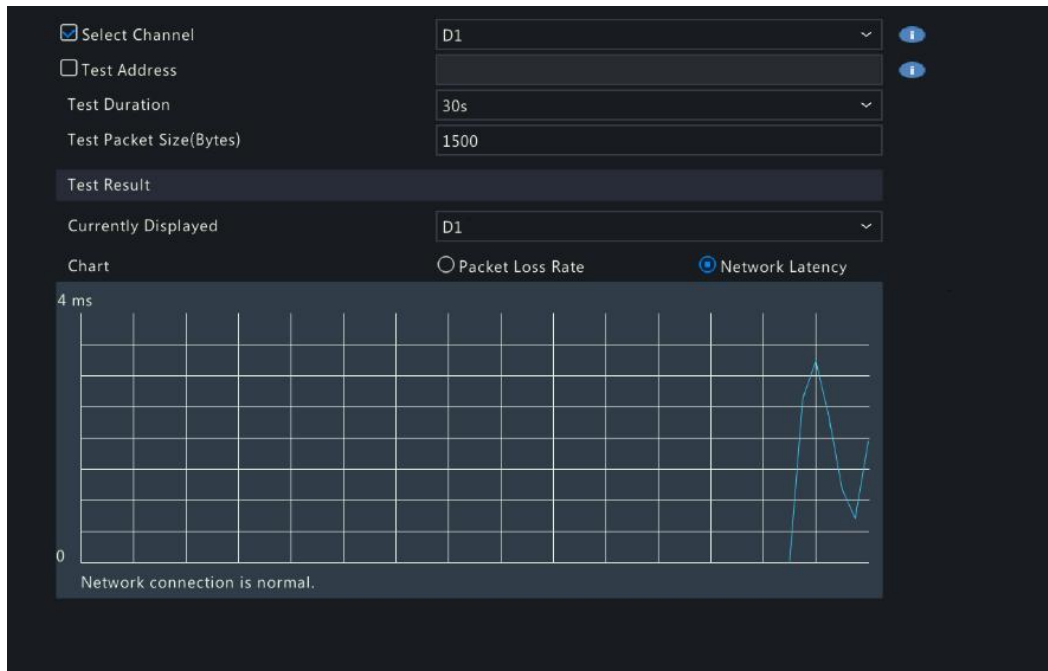 Select Channel D1
Test Address
Test Duration 30s
Test Packet Size(Bytes) 1500
Test Result
Currently Displayed D1
Chart Packet Loss Rate Network Latency
4 ms
0
Network connection is normal.